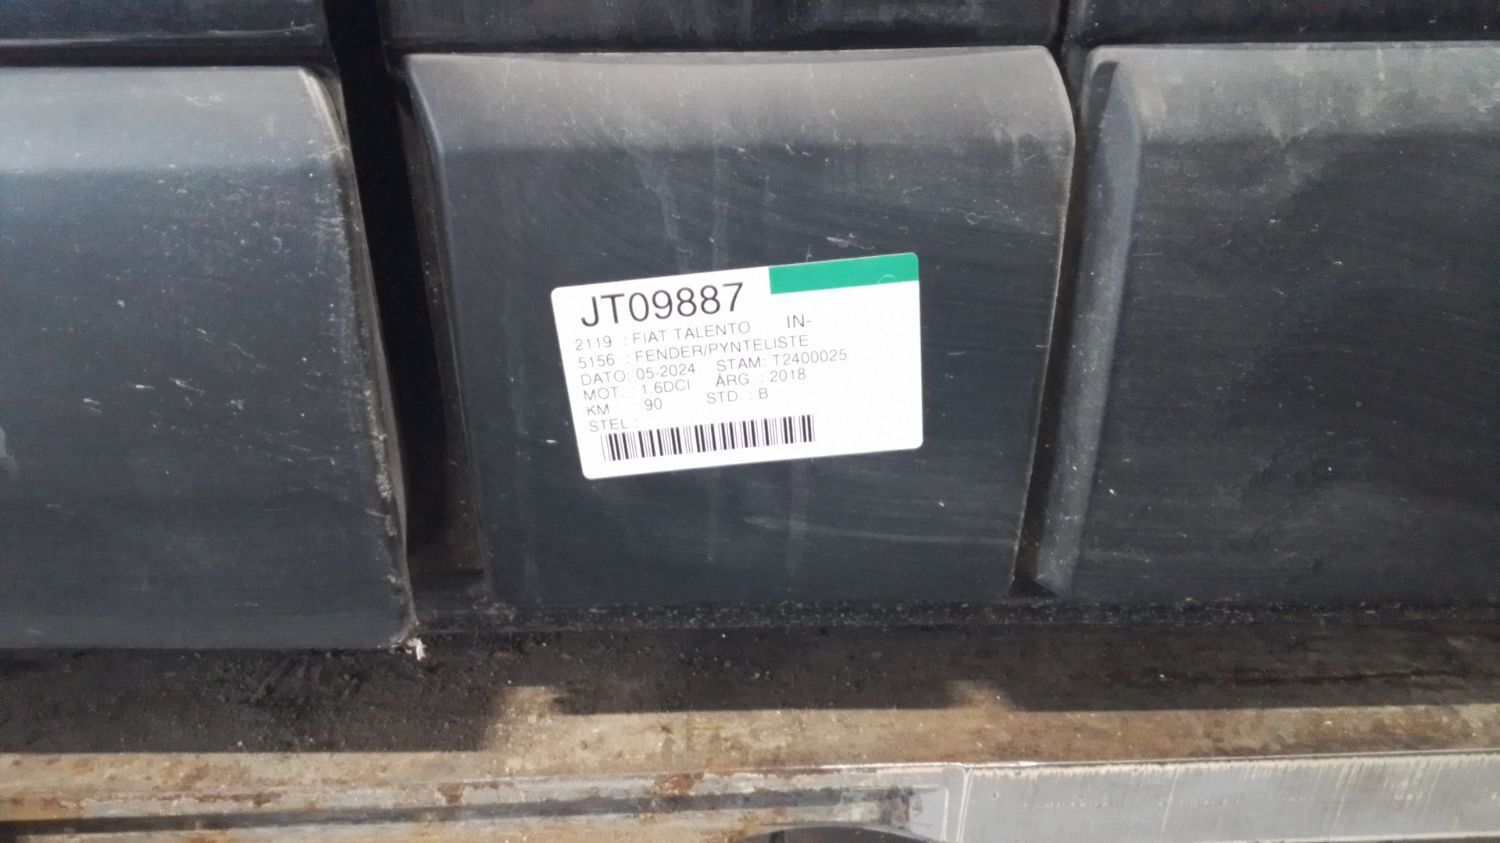 JT09887
2119 : FIAT TALENTO IN-
5156 : FENDER/PYNTELISTE
DATO: 05-2024 STAM: T2400025
MOT. : 1.6DCI ÅRG. : 2018
KM : 90 STD. : B
STEL :